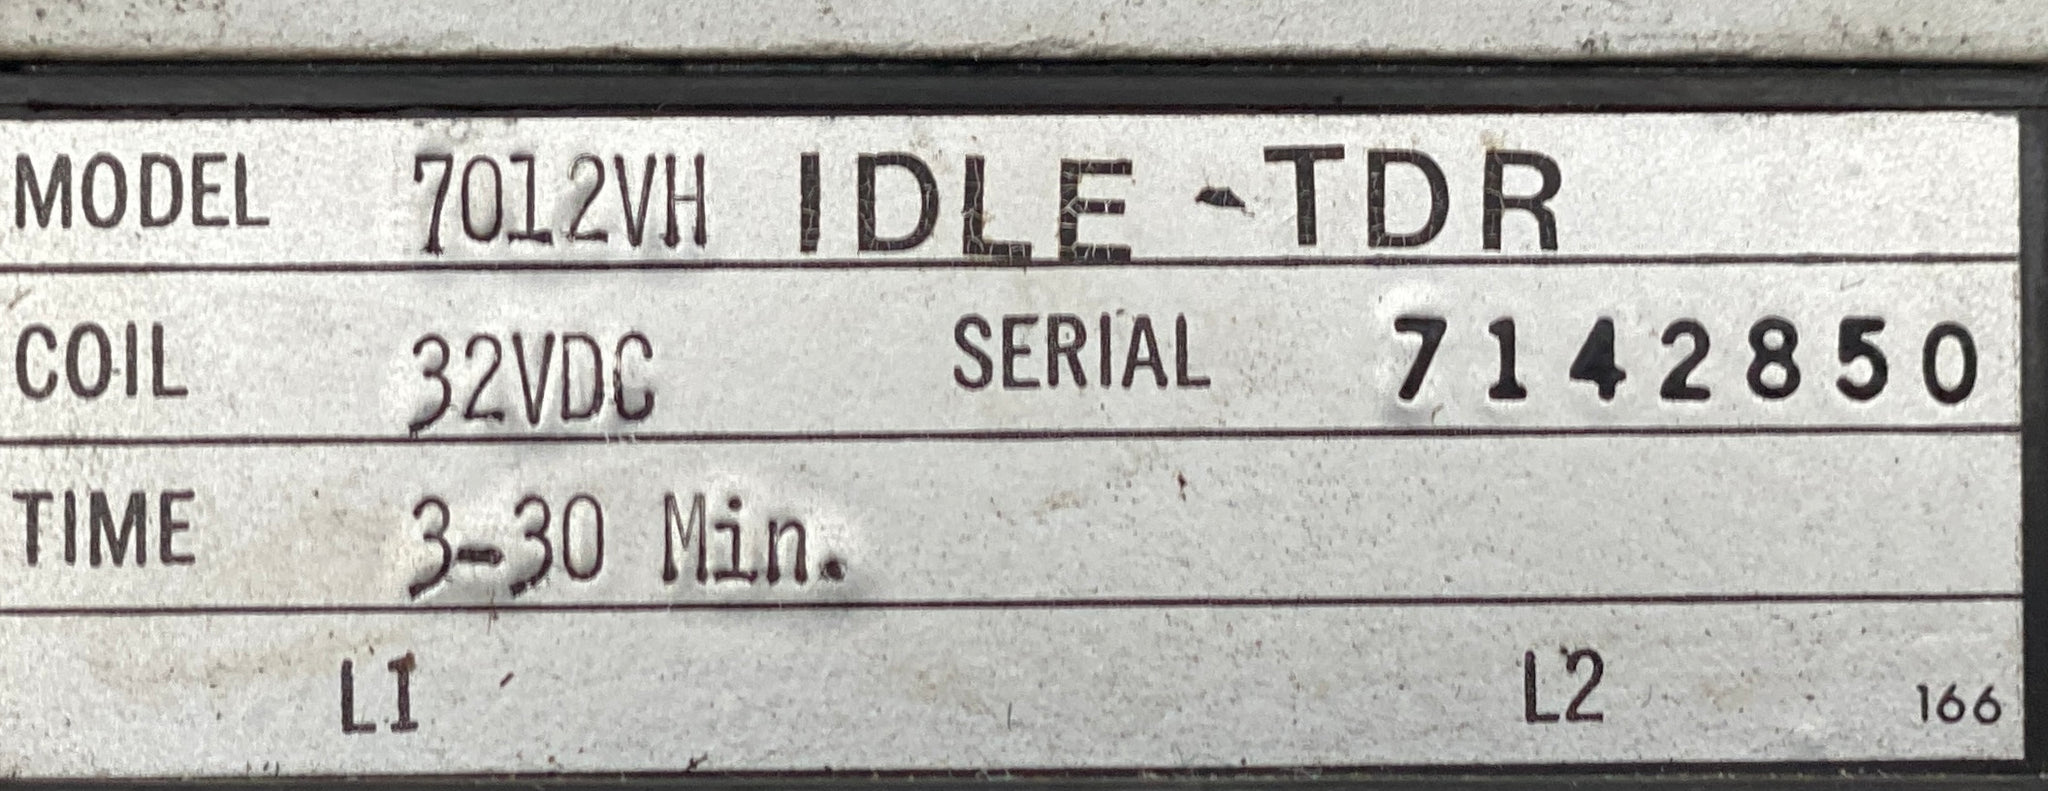 MODEL 7012VH IDLE-TDR
COIL 32VDC SERIAL 7142850
TIME 3-30 Min.
L1 L2 166